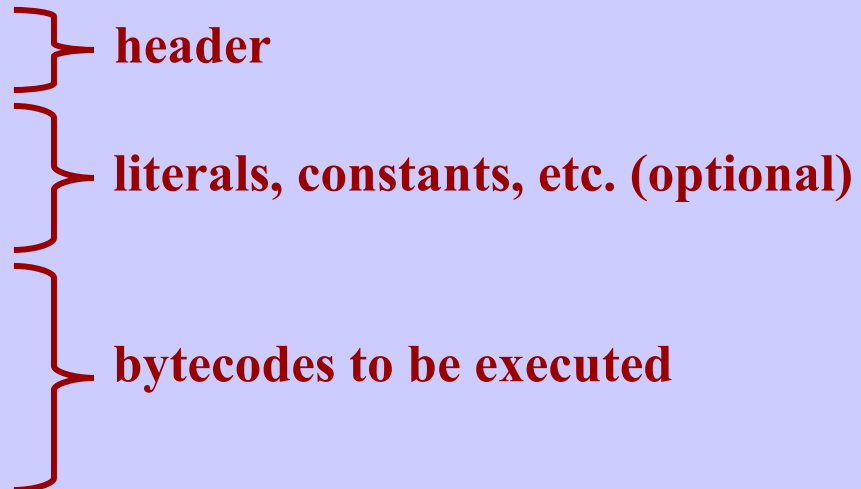 header
literals, constants, etc. (optional)
bytecodes to be executed